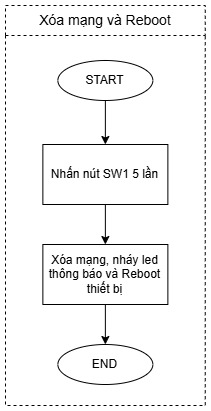 Xóa mạng và Reboot
START
Nhấn nút SW1 5 lần
Xóa mạng, nháy led
thông báo và Reboot
thiết bị
END